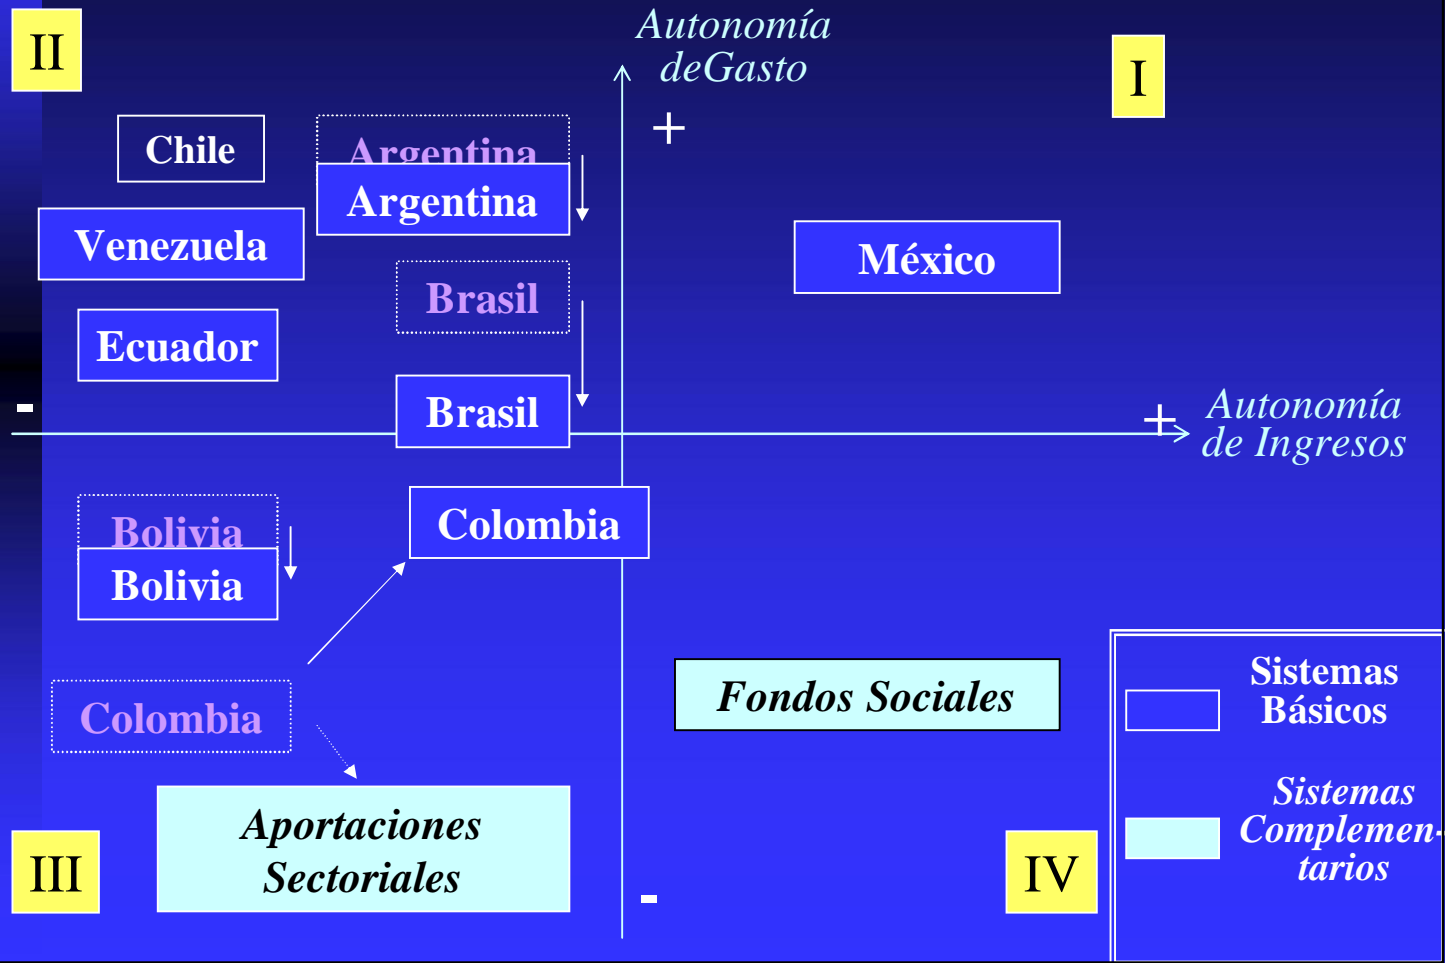 II
Autonomía
deGasto
I
+
Chile
Argentina
Argentina
Venezuela
México
Brasil
Ecuador
Brasil
-
+
Autonomía
de Ingresos
Bolivia
Bolivia
Colombia
Colombia
Fondos Sociales
Aportaciones
Sectoriales
III
-
IV
Sistemas
Básicos
Sistemas
Complemen-
tarios